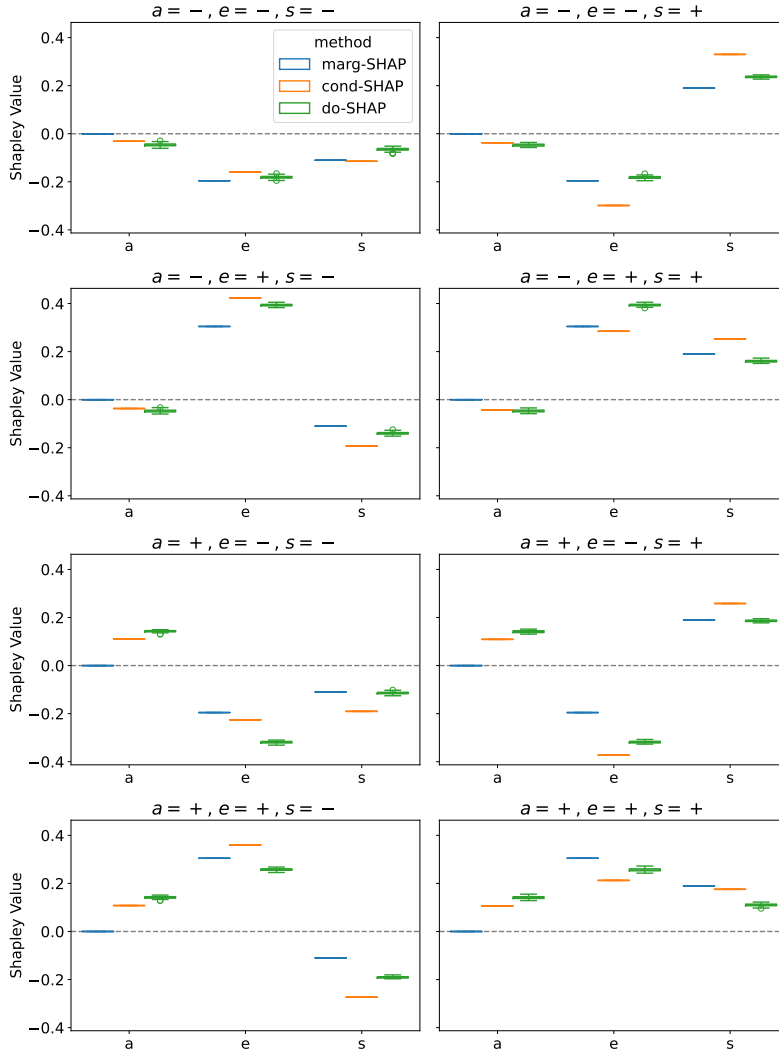 a = − , e = − , s = −
a = − , e = − , s = +
method
marg-SHAP
cond-SHAP
do-SHAP
Shapley Value
0.4
0.2
0.0
−0.2
−0.4
a e s
a e s
a = − , e = + , s = −
a = − , e = + , s = +
Shapley Value
0.4
0.2
0.0
−0.2
−0.4
a e s
a e s
a = + , e = − , s = −
a = + , e = − , s = +
Shapley Value
0.4
0.2
0.0
−0.2
−0.4
a e s
a e s
a = + , e = + , s = −
a = + , e = + , s = +
Shapley Value
0.4
0.2
0.0
−0.2
−0.4
a e s
a e s